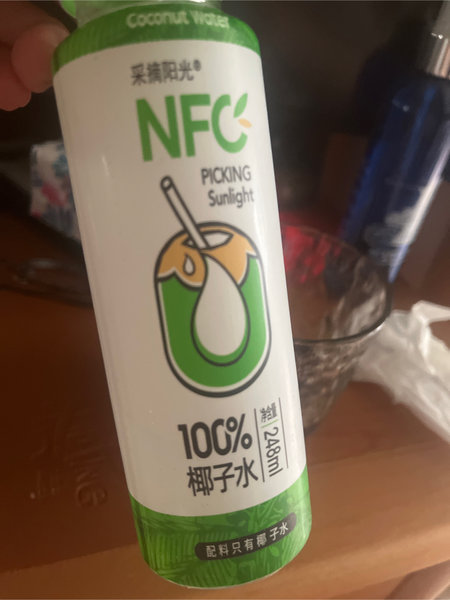 Coconut Water
采摘阳光®
NFC
PICKING
Sunlight
100%
椰子水
净含量
248ml
配料只有椰子水